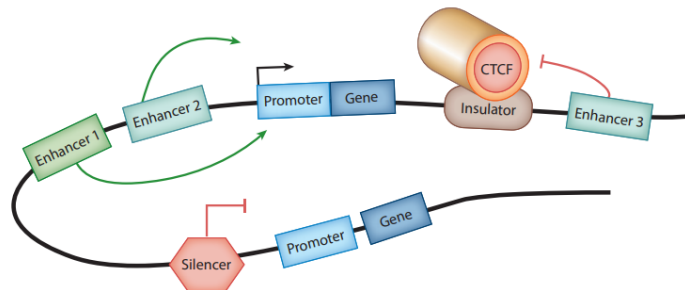 CTCF
Enhancer 2
Promoter
Gene
Insulator
Enhancer 3
Enhancer 1
Silencer
Promoter
Gene